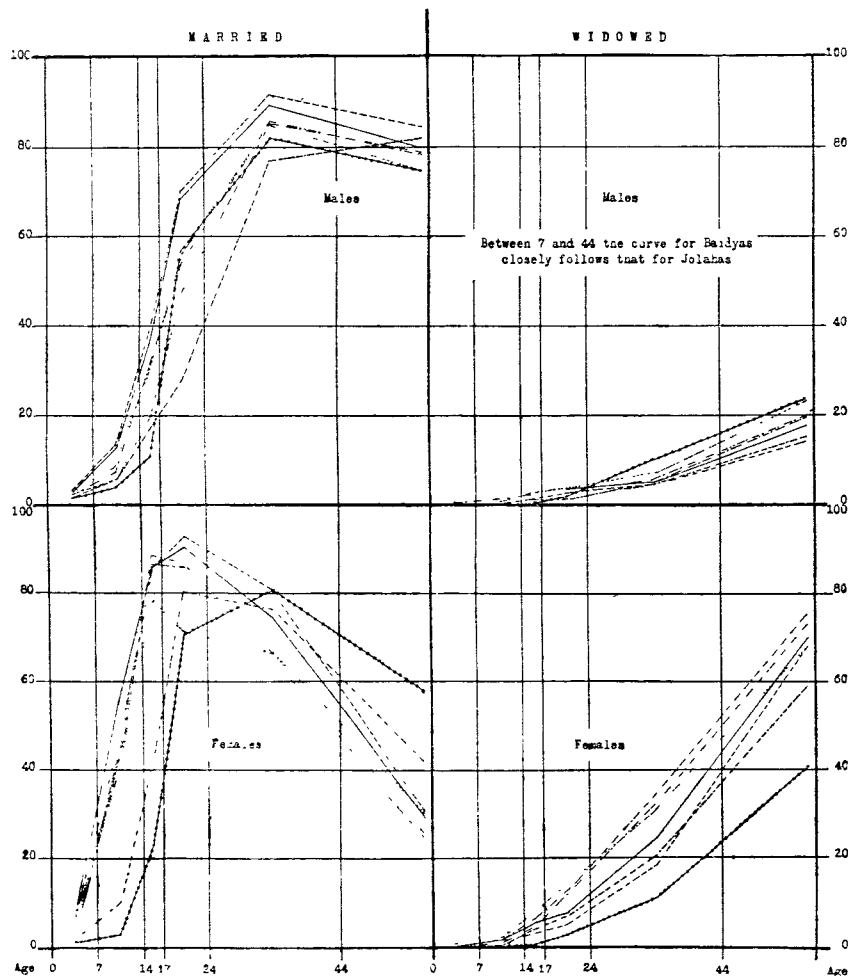 MARRIED WIDOWED
100 100
80 80
Males Males
Between 7 and 44 the curve for Baidyas
closely follows that for Jolahas
60 60
40 40
20 20
0 0
100 100
80 80
60 60
Females Females
40 40
20 20
0 0
Age 0 7 14 17 24 44 0 7 14 17 24 44 Age